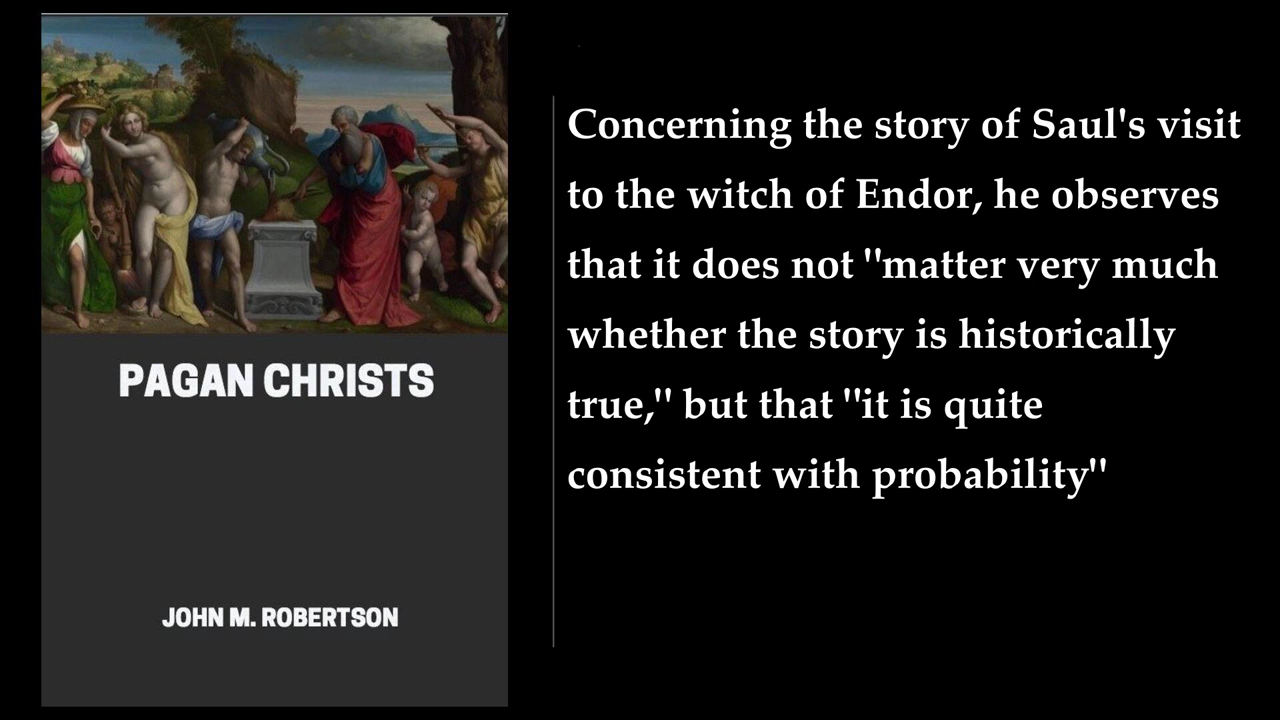 PAGAN CHRISTS
JOHN M. ROBERTSON
Concerning the story of Saul's visit
to the witch of Endor, he observes
that it does not "matter very much
whether the story is historically
true," but that "it is quite
consistent with probability"